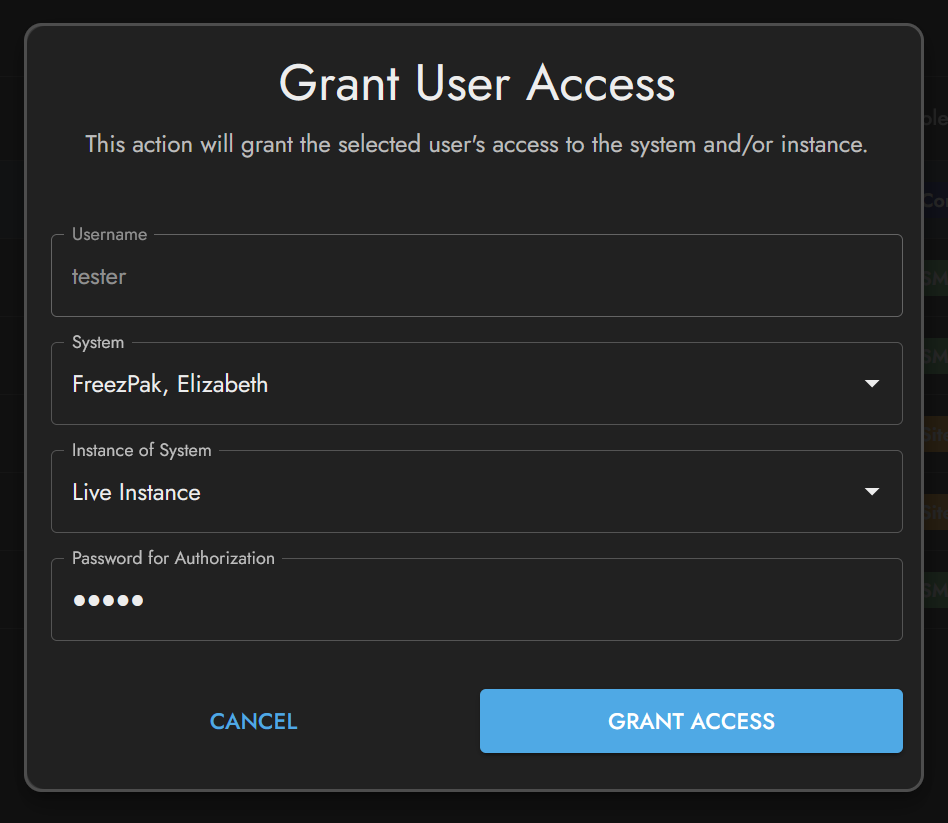 Grant User Access
This action will grant the selected user's access to the system and/or instance.
Username
tester
System
FreezPak, Elizabeth
Instance of System
Live Instance
Password for Authorization
●●●●●
CANCEL
GRANT ACCESS